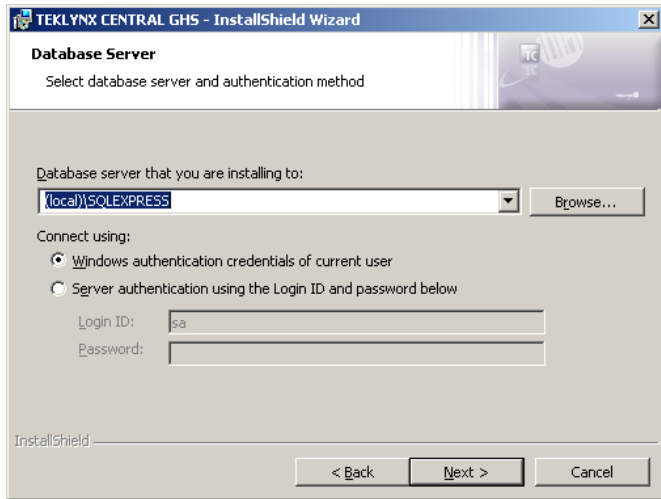 TEKLYNX CENTRAL GHS - InstallShield Wizard
Database Server
Select database server and authentication method
TC
Database server that you are installing to:
(local)\SQLEXPRESS
Browse...
Connect using:
Windows authentication credentials of current user
Server authentication using the Login ID and password below
Login ID:
sa
Password:
InstallShield
< Back
Next >
Cancel